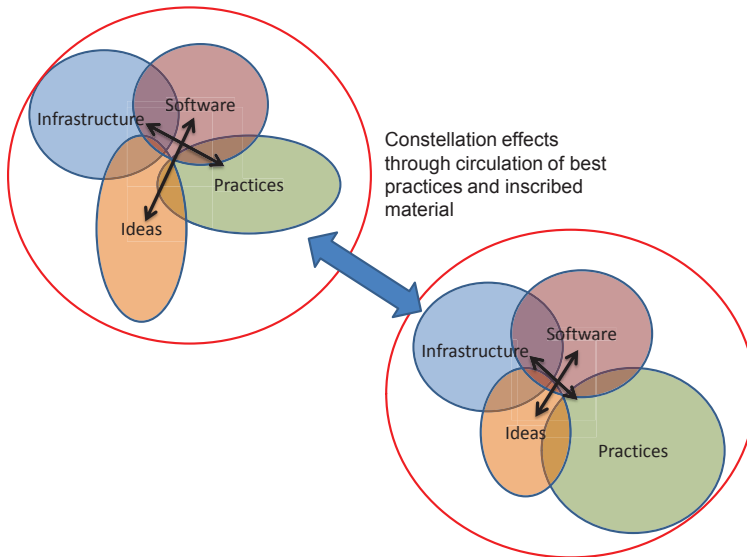 Software
Infrastructure
Practices
Ideas
Constellation effects
through circulation of best
practices and inscribed
material
Software
Infrastructure
Ideas
Practices